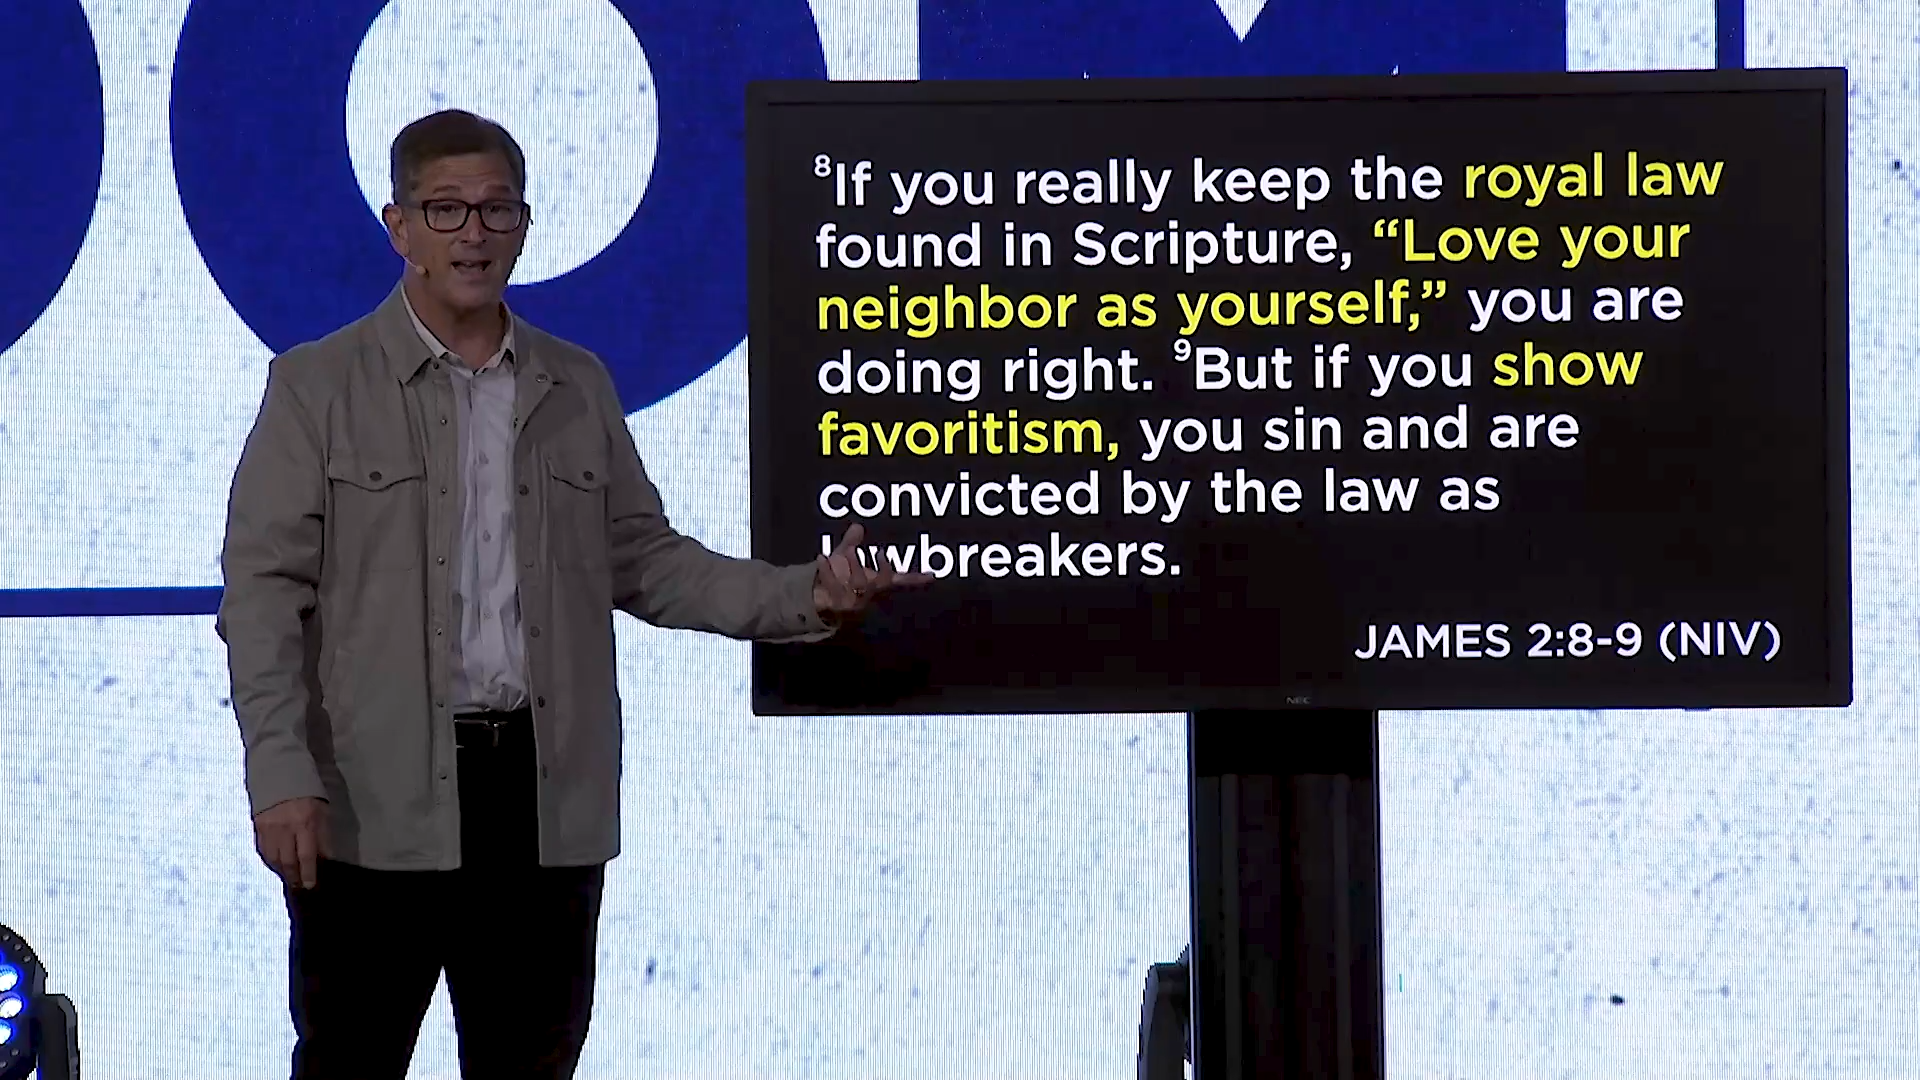 ⁸If you really keep the royal law
found in Scripture, “Love your
neighbor as yourself,” you are
doing right. ⁹But if you show
favoritism, you sin and are
convicted by the law as
lawbreakers.
JAMES 2:8-9 (NIV)
NEC